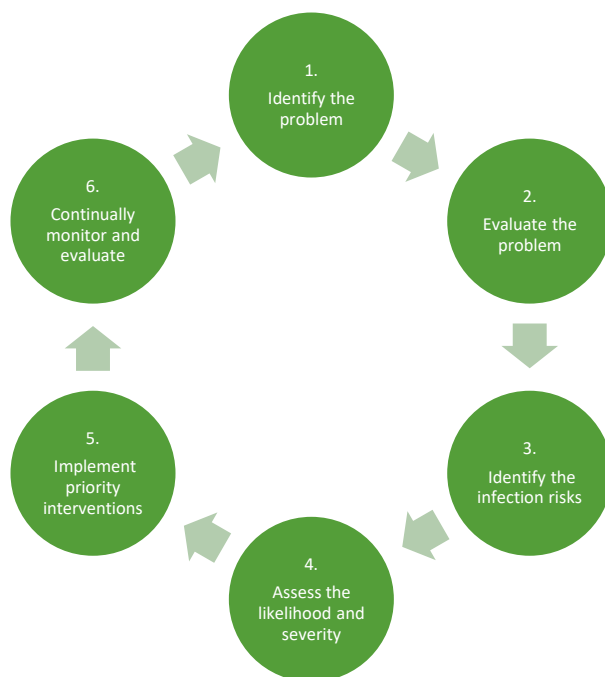 1.
Identify the
problem
2.
Evaluate the
problem
3.
Identify the
infection risks
4.
Assess the
likelihood and
severity
5.
Implement
priority
interventions
6.
Continually
monitor and
evaluate